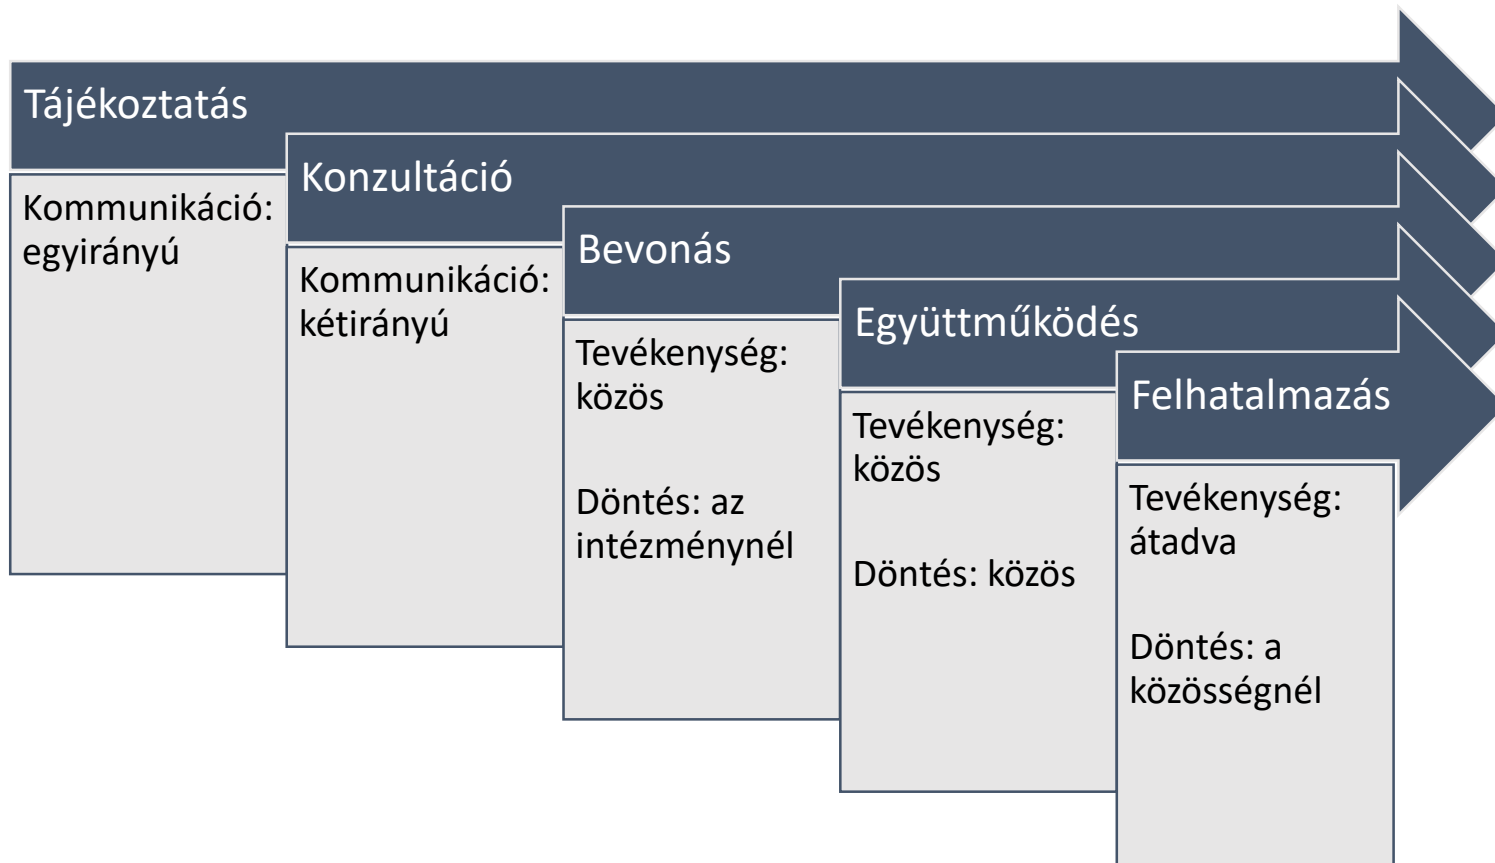 Tájékoztatás
Kommunikáció:
egyirányú
Konzultáció
Kommunikáció:
kétirányú
Bevonás
Tevékenység:
közös
Döntés: az
intézménynél
Együttműködés
Tevékenység:
közös
Döntés: közös
Felhatalmazás
Tevékenység:
átadva
Döntés: a
közösségnél